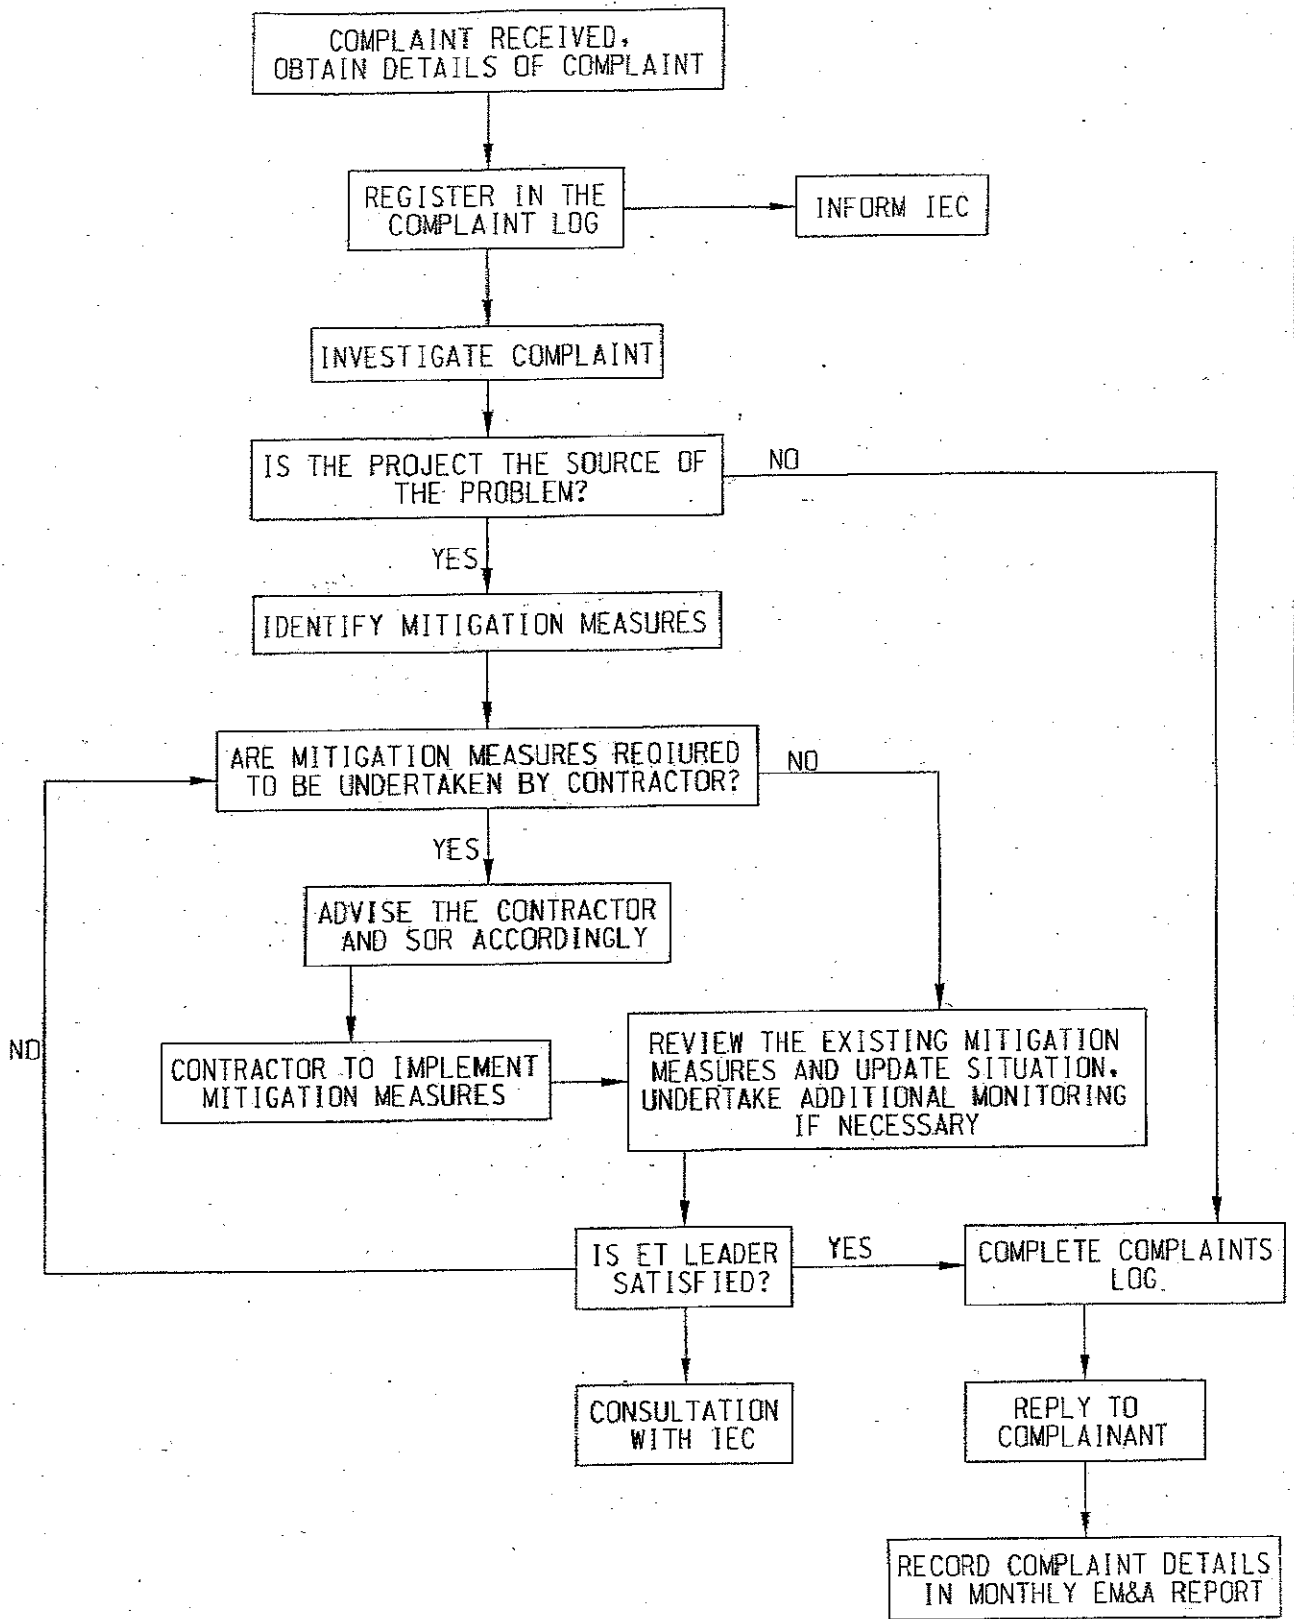 COMPLAINT RECEIVED,
OBTAIN DETAILS OF COMPLAINT
REGISTER IN THE
COMPLAINT LOG
INFORM IEC
INVESTIGATE COMPLAINT
IS THE PROJECT THE SOURCE OF
THE PROBLEM?
NO
YES
IDENTIFY MITIGATION MEASURES
ARE MITIGATION MEASURES REQIURED
TO BE UNDERTAKEN BY CONTRACTOR?
NO
YES
ADVISE THE CONTRACTOR
AND SOR ACCORDINGLY
NO
CONTRACTOR TO IMPLEMENT
MITIGATION MEASURES
REVIEW THE EXISTING MITIGATION
MEASURES AND UPDATE SITUATION.
UNDERTAKE ADDITIONAL MONITORING
IF NECESSARY
IS ET LEADER
SATISFIED?
YES
COMPLETE COMPLAINTS
LOG
CONSULTATION
WITH IEC
REPLY TO
COMPLAINANT
RECORD COMPLAINT DETAILS
IN MONTHLY EM&A REPORT